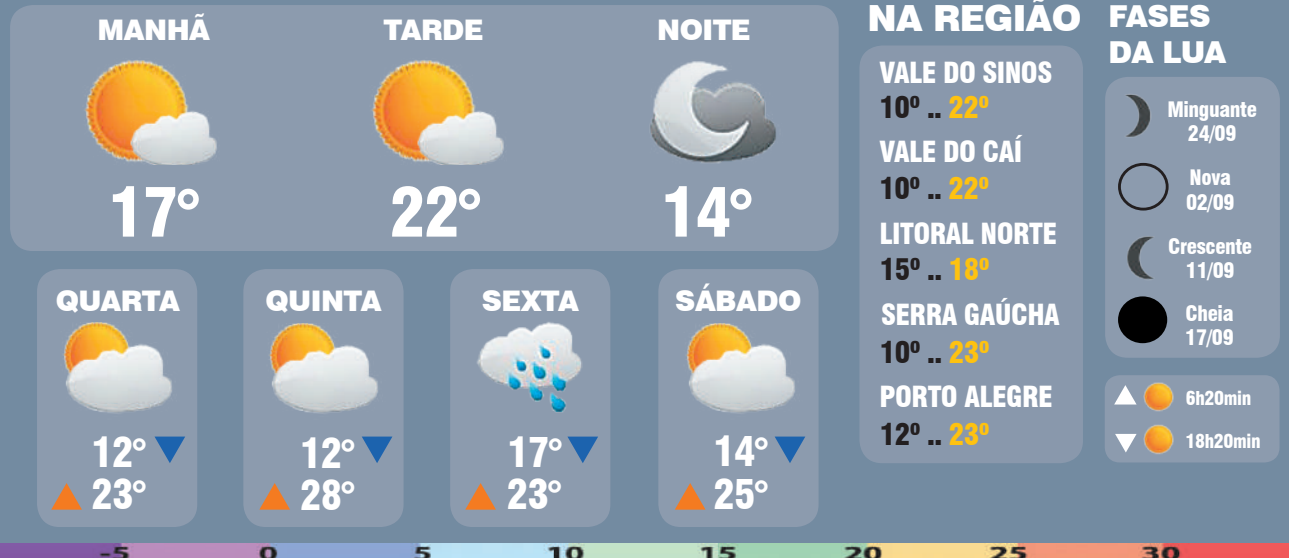 MANHÃ
TARDE
NOITE
17°
22°
14°
QUARTA
12°
23°
QUINTA
12°
28°
SEXTA
17°
23°
SÁBADO
14°
25°
NA REGIÃO
VALE DO SINOS
10º .. 22º
VALE DO CAÍ
10º .. 22º
LITORAL NORTE
15º .. 18º
SERRA GAÚCHA
10º .. 23º
PORTO ALEGRE
12º .. 23º
FASES
DA LUA
Minguante
24/09
Nova
02/09
Crescente
11/09
Cheia
17/09
6h20min
18h20min
-5 0 5 10 15 20 25 30